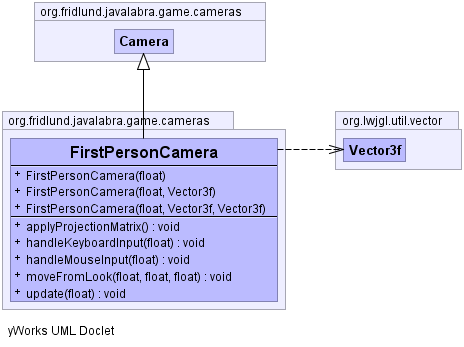 org.fridlund.javalabra.game.cameras
Camera
org.fridlund.javalabra.game.cameras
FirstPersonCamera
+ FirstPersonCamera(float)
+ FirstPersonCamera(float, Vector3f)
+ FirstPersonCamera(float, Vector3f, Vector3f)
+ applyProjectionMatrix() : void
+ handleKeyboardInput(float) : void
+ handleMouseInput(float) : void
+ moveFromLook(float, float, float) : void
+ update(float) : void
org.lwjgl.util.vector
Vector3f
yWorks UML Doclet